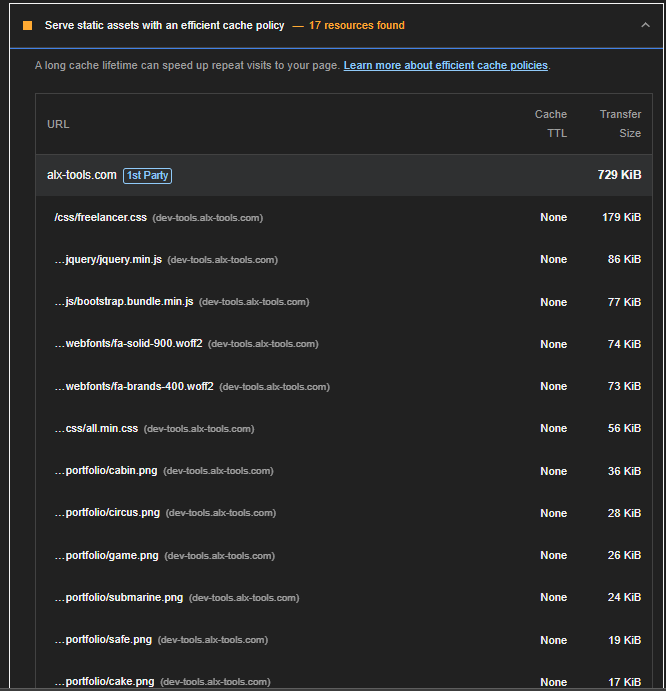 Serve static assets with an efficient cache policy — 17 resources found
A long cache lifetime can speed up repeat visits to your page. Learn more about efficient cache policies.
URL Cache TTL Transfer Size
alx-tools.com 1st Party 729 KiB
/css/freelancer.css (dev-tools.alx-tools.com) None 179 KiB
…jquery/jquery.min.js (dev-tools.alx-tools.com) None 86 KiB
…js/bootstrap.bundle.min.js (dev-tools.alx-tools.com) None 77 KiB
…webfonts/fa-solid-900.woff2 (dev-tools.alx-tools.com) None 74 KiB
…webfonts/fa-brands-400.woff2 (dev-tools.alx-tools.com) None 73 KiB
…css/all.min.css (dev-tools.alx-tools.com) None 56 KiB
…portfolio/cabin.png (dev-tools.alx-tools.com) None 36 KiB
…portfolio/circus.png (dev-tools.alx-tools.com) None 28 KiB
…portfolio/game.png (dev-tools.alx-tools.com) None 26 KiB
…portfolio/submarine.png (dev-tools.alx-tools.com) None 24 KiB
…portfolio/safe.png (dev-tools.alx-tools.com) None 19 KiB
…portfolio/cake.png (dev-tools.alx-tools.com) None 17 KiB